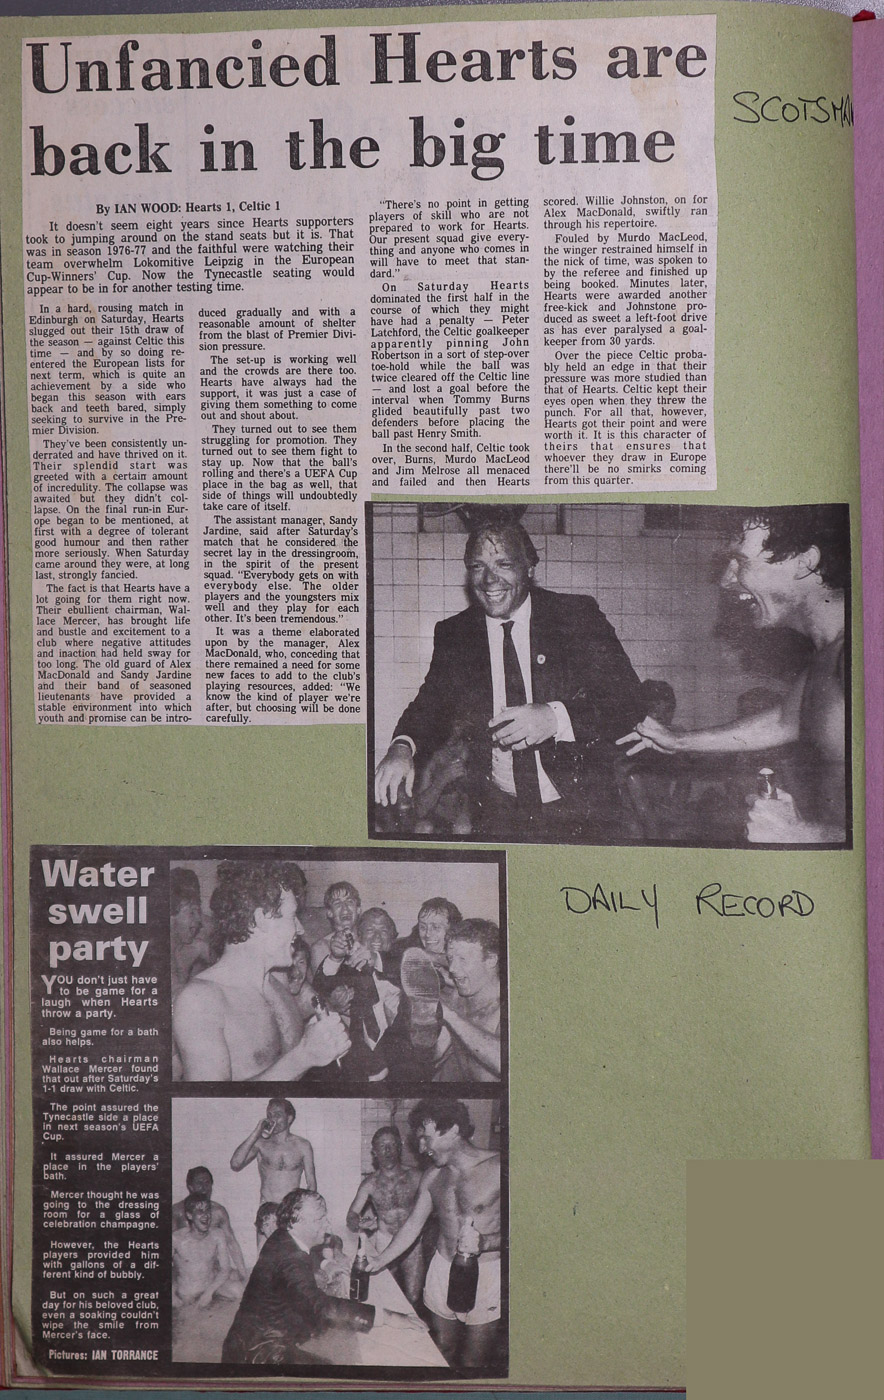 Unfancied Hearts are
back in the big time
SCOTSMAN
By IAN WOOD: Hearts 1, Celtic 1
It doesn't seem eight years since Hearts supporters
took to jumping around on the stand seats but it is. That
was in season 1976-77 and the faithful were watching their
team overwhelm Lokomitive Leipzig in the European
Cup-Winners' Cup. Now the Tynecastle seating would
appear to be in for another testing time.
In a hard, rousing match in
Edinburgh on Saturday, Hearts
slugged out their 15th draw of
the season — against Celtic this
time — and by so doing re-
entered the European lists for
next term, which is quite an
achievement by a side who
began this season with ears
back and teeth bared, simply
seeking to survive in the Pre-
mier Division.
They've been consistently un-
derrated and have thrived on it.
Their splendid start was
greeted with a certain amount
of incredulity. The collapse was
awaited but they didn't col-
lapse. On the final run-in Eur-
ope began to be mentioned, at
first with a degree of tolerant
good humour and then rather
more seriously. When Saturday
came around they were, at long
last, strongly fancied.
The fact is that Hearts have a
lot going for them right now.
Their ebullient chairman, Wal-
lace Mercer, has brought life
and bustle and excitement to a
club where negative attitudes
and inaction had held sway for
too long. The old guard of Alex
MacDonald and Sandy Jardine
and their band of seasoned
lieutenants have provided a
stable environment into which
youth and promise can be intro-
duced gradually and with a
reasonable amount of shelter
from the blast of Premier Divi-
sion pressure.
The set-up is working well
and the crowds are there too.
Hearts have always had the
support, it was just a case of
giving them something to come
out and shout about.
They turned out to see them
struggling for promotion. They
turned out to see them fight to
stay up. Now that the ball's
rolling and there's a UEFA Cup
place in the bag as well, that
side of things will undoubtedly
take care of itself.
The assistant manager, Sandy
Jardine, said after Saturday's
match that he considered the
secret lay in the dressingroom,
in the spirit of the present
squad. "Everybody gets on with
everybody else. The older
players and the youngsters mix
well and they play for each
other. It's been tremendous."
It was a theme elaborated
upon by the manager, Alex
MacDonald, who, conceding that
there remained a need for some
new faces to add to the club's
playing resources, added: "We
know the kind of player we're
after, but choosing will be done
carefully.
"There's no point in getting
players of skill who are not
prepared to work for Hearts.
Our present squad give every-
thing and anyone who comes in
will have to meet that stan-
dard."
On Saturday Hearts
dominated the first half in the
course of which they might
have had a penalty — Peter
Latchford, the Celtic goalkeeper
apparently pinning John
Robertson in a sort of step-over
toe-hold while the ball was
twice cleared off the Celtic line
— and lost a goal before the
interval when Tommy Burns
glided beautifully past two
defenders before placing the
ball past Henry Smith.
In the second half, Celtic took
over, Burns, Murdo MacLeod
and Jim Melrose all menaced
and failed and then Hearts
scored. Willie Johnston, on for
Alex MacDonald, swiftly ran
through his repertoire.
Fouled by Murdo MacLeod,
the winger restrained himself in
the nick of time, was spoken to
by the referee and finished up
being booked. Minutes later,
Hearts were awarded another
free-kick and Johnstone pro-
duced as sweet a left-foot drive
as has ever paralysed a goal-
keeper from 30 yards.
Over the piece Celtic proba-
bly held an edge in that their
pressure was more studied than
that of Hearts. Celtic kept their
eyes open when they threw the
punch. For all that, however,
Hearts got their point and were
worth it. It is this character of
theirs that ensures that
whoever they draw in Europe
there'll be no smirks coming
from this quarter.
DAILY RECORD
Water
swell
party
YOU don't just have
to be game for a
laugh when Hearts
throw a party.
Being game for a bath
also helps.
Hearts chairman
Wallace Mercer found
that out after Saturday's
1-1 draw with Celtic.
The point assured the
Tynecastle side a place
in next season's UEFA
Cup.
It assured Mercer a
place in the players'
bath.
Mercer thought he was
going to the dressing
room for a glass of
celebration champagne.
However, the Hearts
players provided him
with gallons of a dif-
ferent kind of bubbly.
But on such a great
day for his beloved club,
even a soaking couldn't
wipe the smile from
Mercer's face.
Pictures: IAN TORRANCE